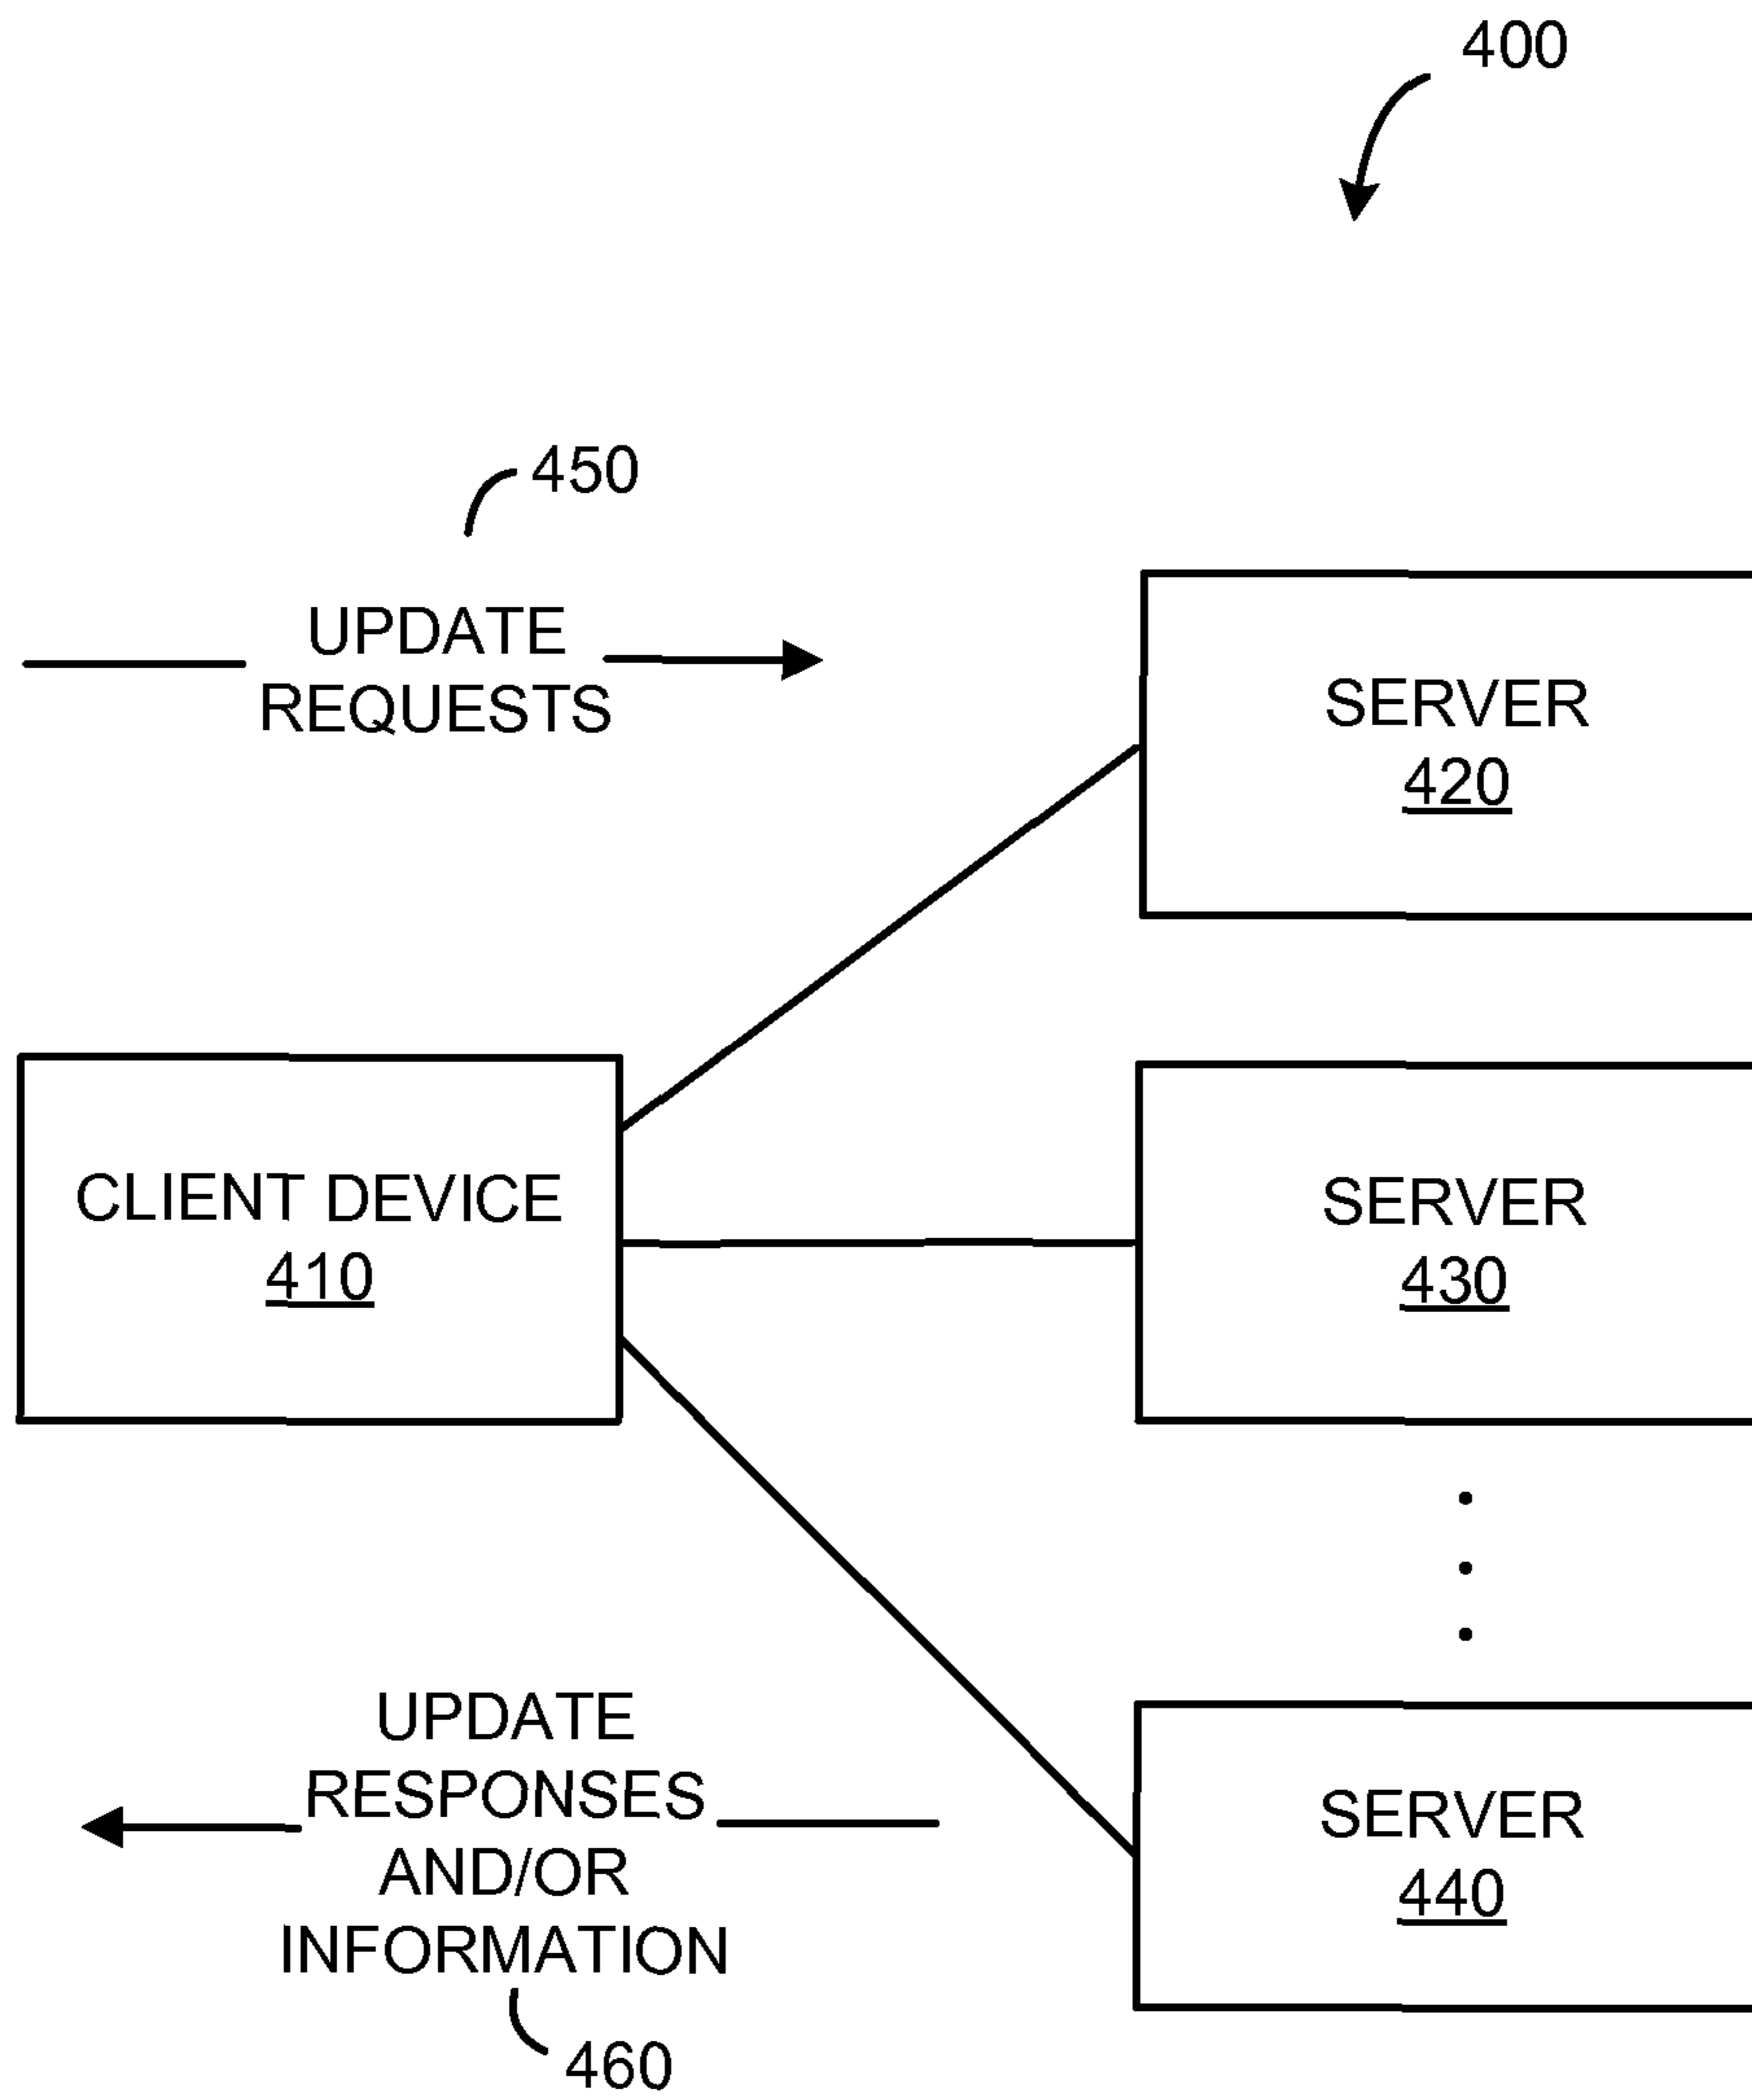 400
450
UPDATE
REQUESTS
SERVER
420
CLIENT DEVICE
410
SERVER
430
UPDATE
RESPONSES
AND/OR
INFORMATION
460
SERVER
440